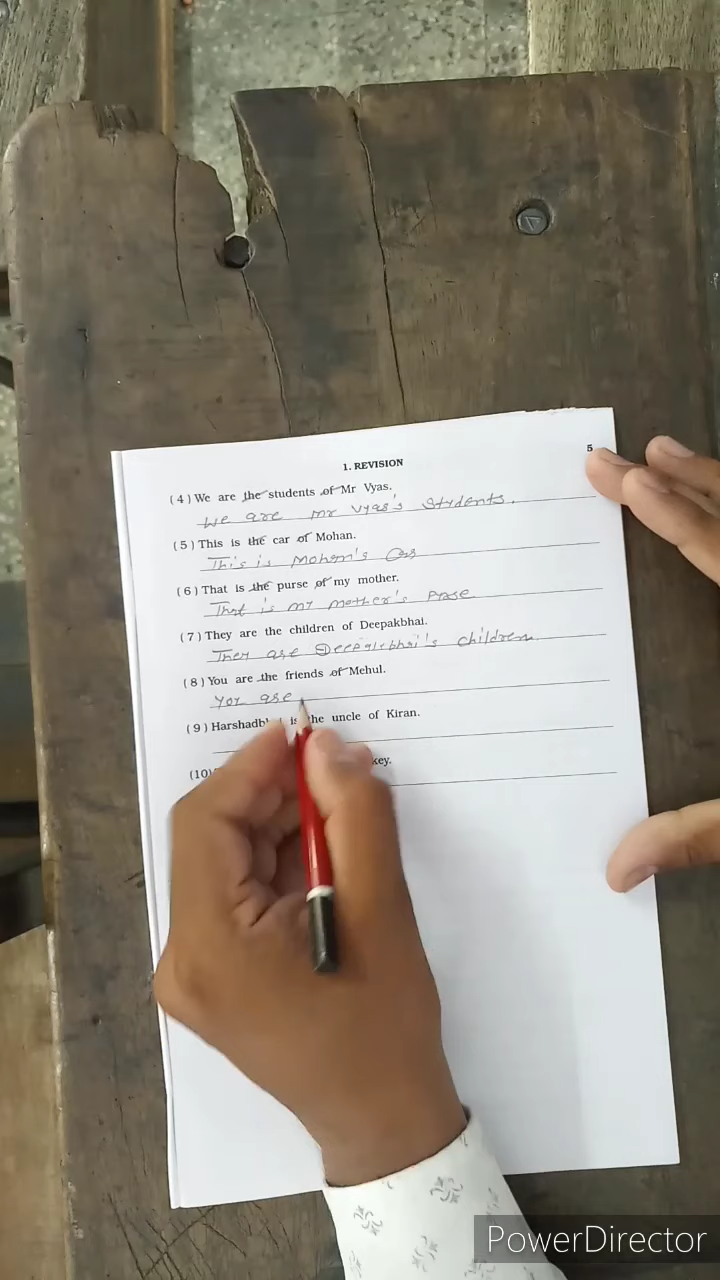 1. REVISION
5
(4) We are the students of Mr Vyas.
We are mr Vyas's Students.
(5) This is the car of Mohan.
This is Mohan's Car
(6) That is the purse of my mother.
That is my mother's Purse
(7) They are the children of Deepakbhai.
They are Deepakbhai's children
(8) You are the friends of Mehul.
You are
(9) Harshadbhai is the uncle of Kiran.
(10)
key.
PowerDirector